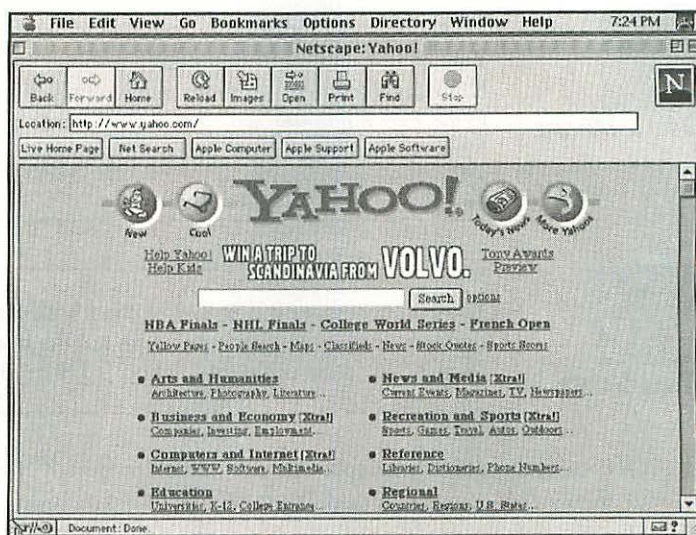 File Edit View Go Bookmarks Options Directory Window Help 7:24 PM
Netscape: Yahoo!
Back Forward Home Reload Images Open Print Find Stop
N
Location: http://www.yahoo.com/
Live Home Page Net Search Apple Computer Apple Support Apple Software
New Cool YAHOO! Today's News More Yahoos
Help Yahoo! Help Kids
WIN A TRIP TO SCANDINAVIA FROM VOLVO.
Tony Awards Preview
Search options
NBA Finals - NHL Finals - College World Series - French Open
Yellow Pages - People Search - Maps - Classifieds - News - Stock Quotes - Sports Scores
Arts and Humanities
Architecture, Photography, Literature...
News and Media [Xtra!]
Current Events, Magazines, TV, Newspapers...
Business and Economy [Xtra!]
Companies, Investing, Employment...
Recreation and Sports [Xtra!]
Sports, Games, Travel, Autos, Outdoors...
Computers and Internet [Xtra!]
Internet, WWW, Software, Multimedia...
Reference
Libraries, Dictionaries, Phone Numbers...
Education
Universities, K-12, College Entrance...
Regional
Countries, Regions, U.S. States...
Document: Done.
?